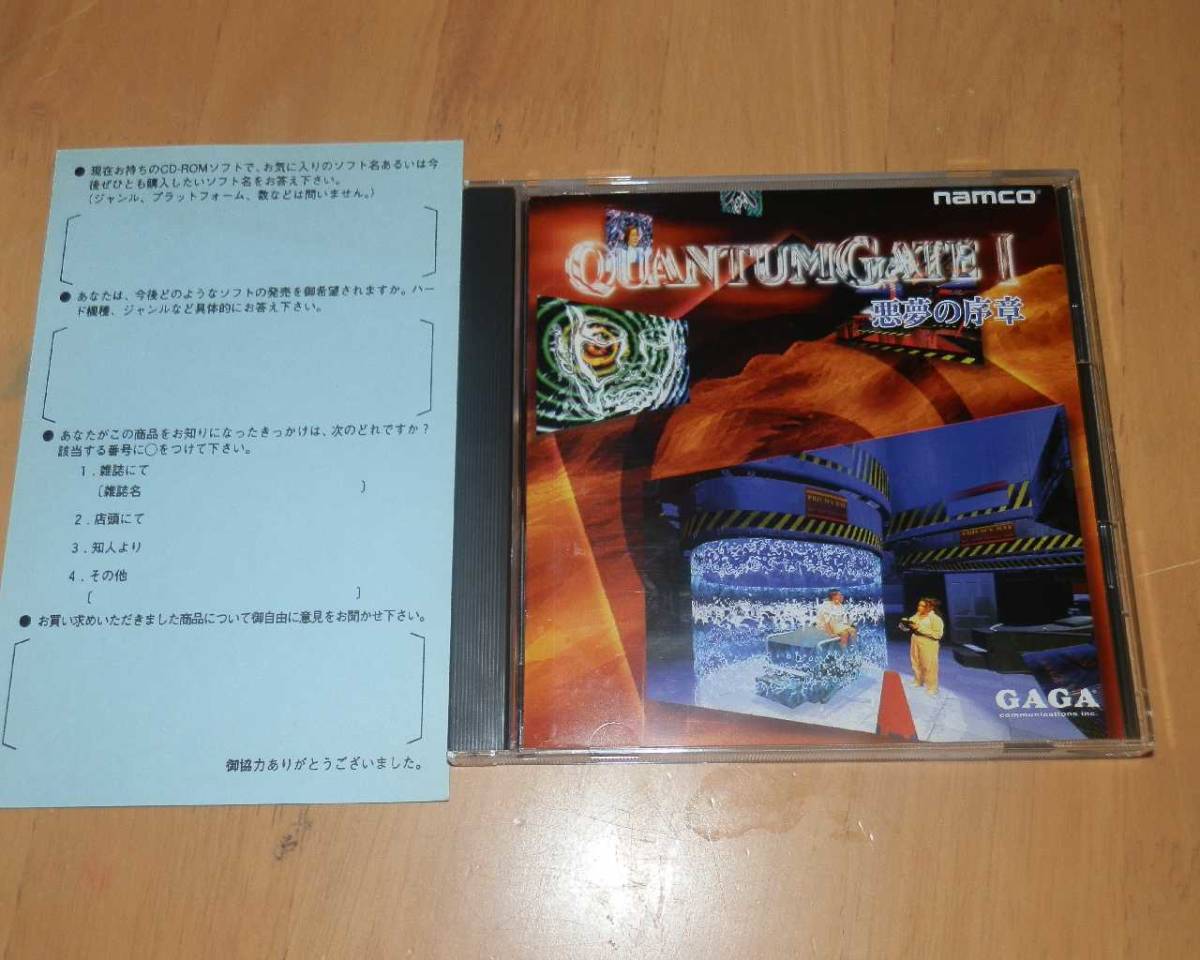 ● 現在お持ちのCD-ROMソフトで、お気に入りのソフト名あるいは今
後ぜひとも購入したいソフト名をお答え下さい。
(ジャンル、プラットフォーム、数などは問いません。)
● あなたは、今後どのようなソフトの発売を御希望されますか。ハー
ド機種、ジャンルなど具体的にお答え下さい。
● あなたがこの商品をお知りになったきっかけは、次のどれですか?
該当する番号に○をつけて下さい。
1.雑誌にて
〔雑誌名 〕
2.店頭にて
3.知人より
4.その他
〔 〕
● お買い求めいただきました商品について御自由に意見をお聞かせ下さい。
御協力ありがとうございました。
namco®
QUANTUMGATE I
悪夢の序章
GAGA®
communications inc.